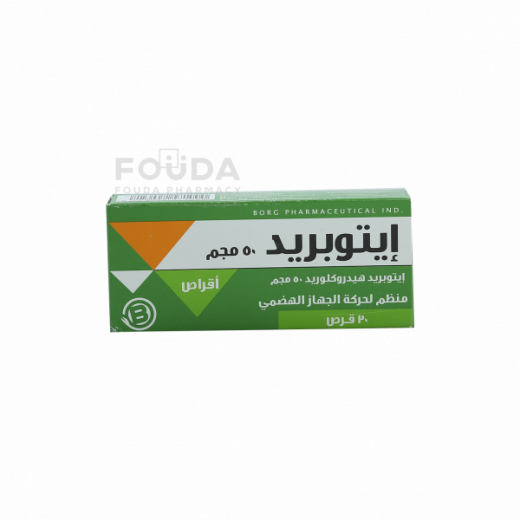 FOUDA
FOUDA PHARMACY
BORG PHARMACEUTICAL IND.
إيتوبريد ٥٠ مجم
إيتوبريد هيدروكلوريد ٥٠ مجم
أقراص
منظم لحركة الجهاز الهضمي
٢٠ قرص
B